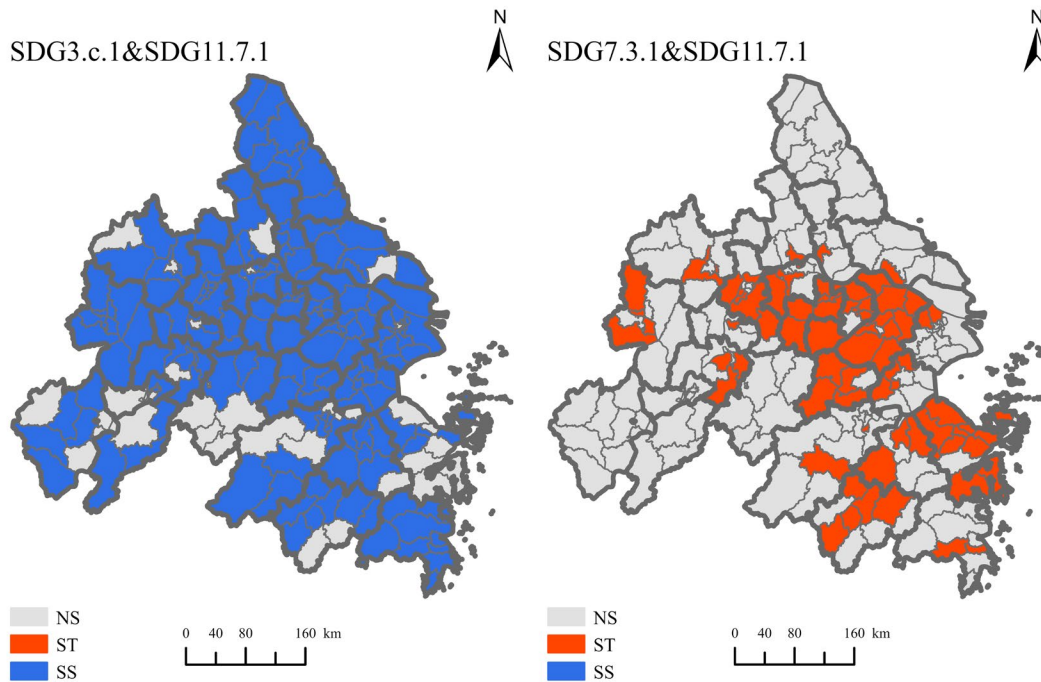 N
SDG3.c.1&SDG11.7.1
NS
ST
SS
0 40 80 160 km
N
SDG7.3.1&SDG11.7.1
NS
ST
SS
0 40 80 160 km